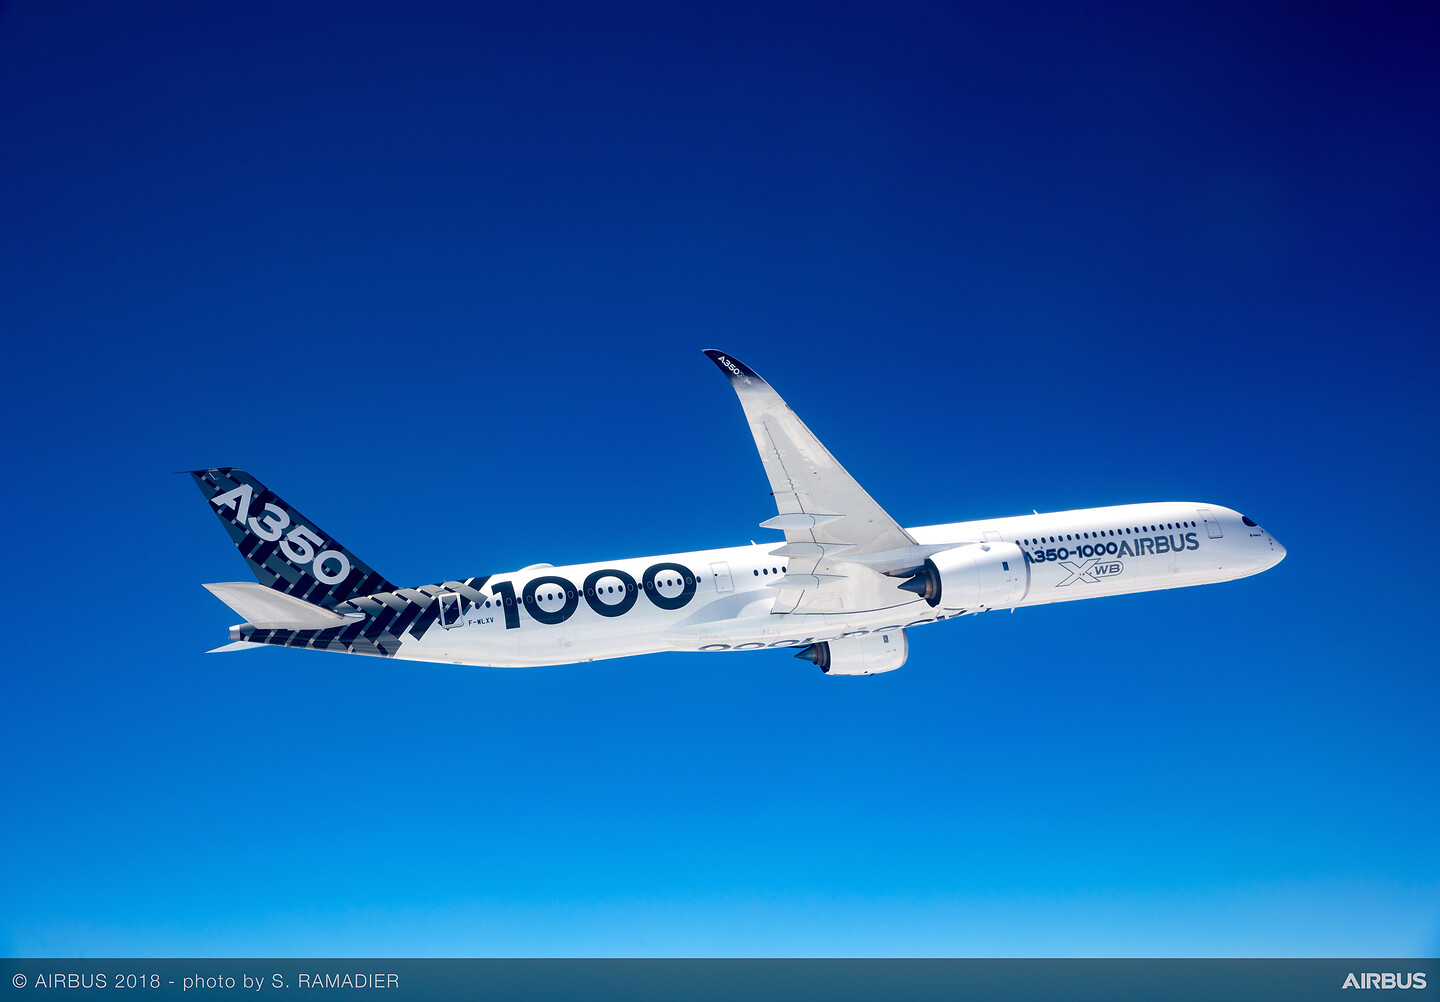 A350
A350
1000
F-WLXV
A350-1000 AIRBUS
XWB
© AIRBUS 2018 - photo by S. RAMADIER
AIRBUS